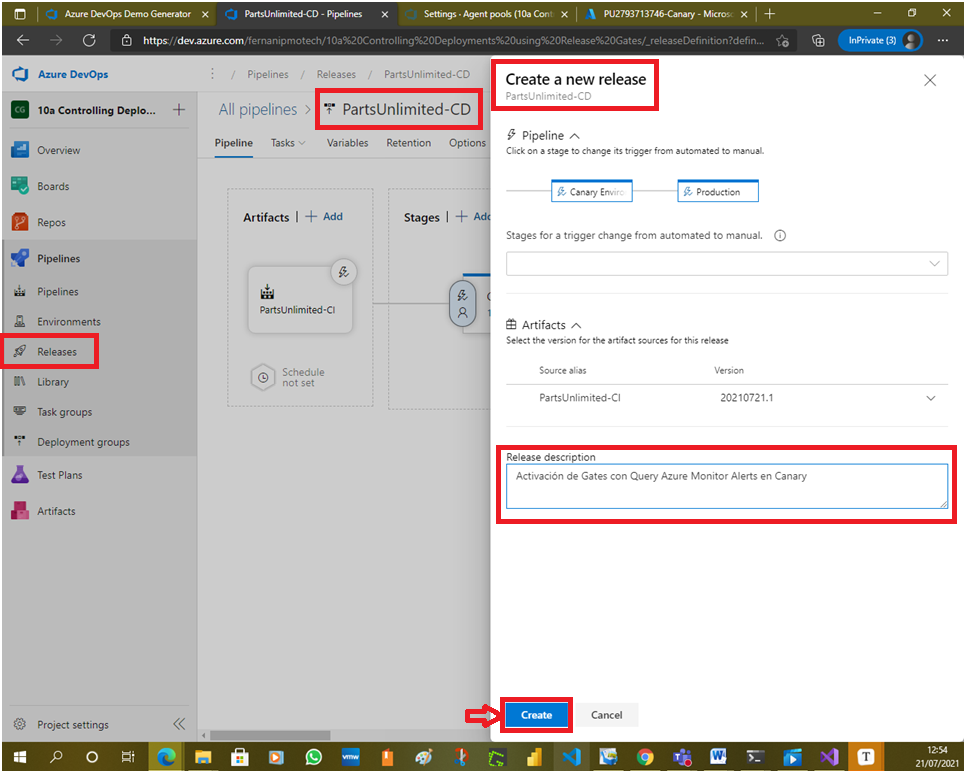 Azure DevOps Demo Generator
PartsUnlimited-CD - Pipelines
Settings - Agent pools (10a Cont
PU2793713746-Canary - Micros
https://dev.azure.com/fernanipmotech/10a%20Controlling%20Deployments%20using%20Release%20Gates/_releaseDefinition?defin...
InPrivate (3)
Azure DevOps
/ Pipelines / Releases / PartsUnlimited-CD
CG 10a Controlling Deplo...
Overview
Boards
Repos
Pipelines
Pipelines
Environments
Releases
Library
Task groups
Deployment groups
Test Plans
Artifacts
Project settings
All pipelines > PartsUnlimited-CD
Pipeline Tasks Variables Retention Options
Artifacts | + Add
Stages | + Add
PartsUnlimited-CI
Schedule
not set
Create a new release
PartsUnlimited-CD
Pipeline
Click on a stage to change its trigger from automated to manual.
Canary Enviro
Production
Stages for a trigger change from automated to manual.
Artifacts
Select the version for the artifact sources for this release
Source alias Version
PartsUnlimited-CI 20210721.1
Release description
Activación de Gates con Query Azure Monitor Alerts en Canary
Create Cancel
vmw
12:54
21/07/2021